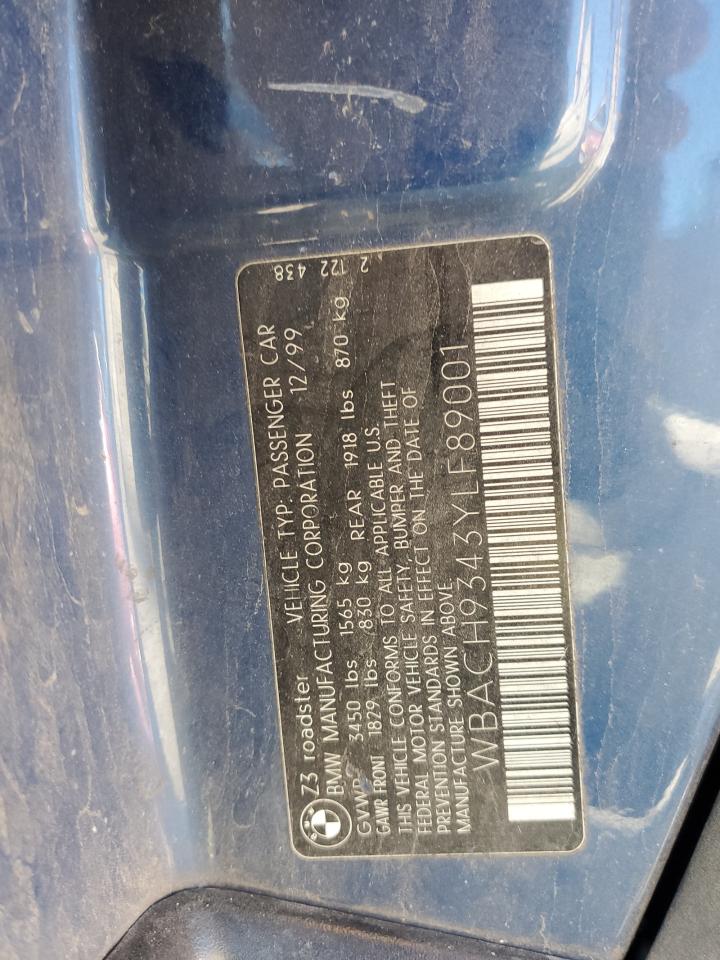 Z3 roadster VEHICLE TYP: PASSENGER CAR
BMW MANUFACTURING CORPORATION 12/99
GVWR 3450 lbs 1565 kg
GAWR FRONT 1829 lbs 830 kg REAR 1918 lbs 870 kg
THIS VEHICLE CONFORMS TO ALL APPLICABLE U.S.
FEDERAL MOTOR VEHICLE SAFETY, BUMPER AND THEFT
PREVENTION STANDARDS IN EFFECT ON THE DATE OF
MANUFACTURE SHOWN ABOVE
WBACH9343YLF89001
2 122 438